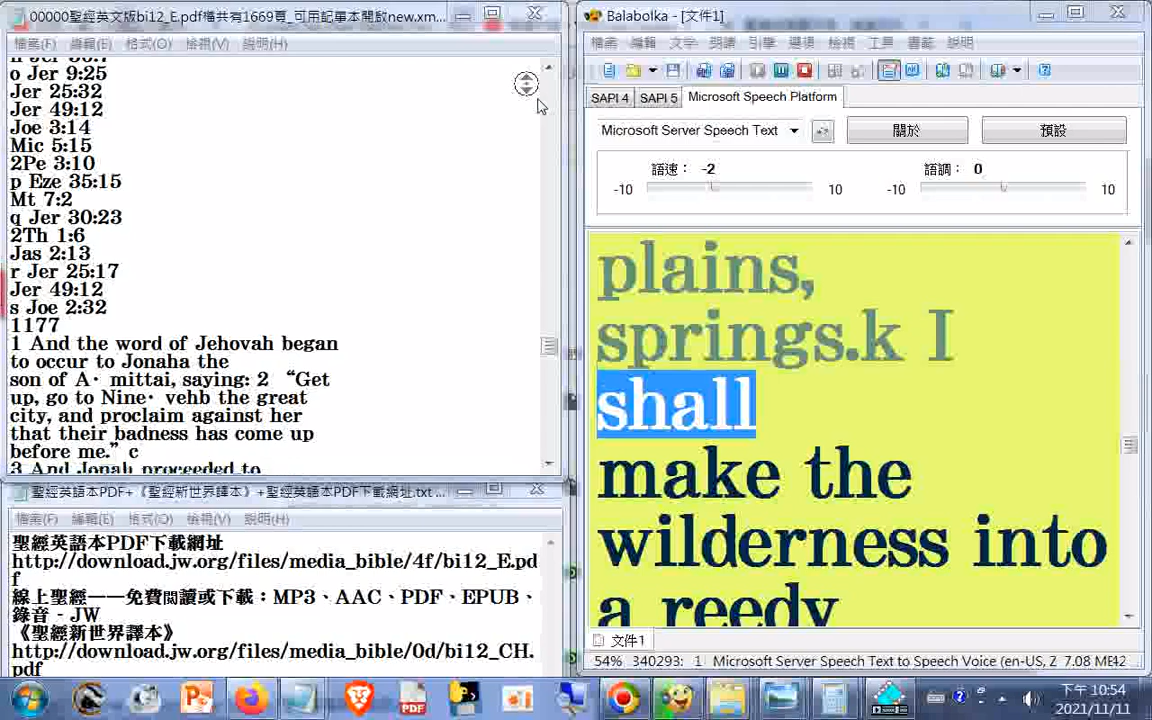 00000聖經英文版bi12_E.pdf檔共有1669頁_可用記事本開啟new.xm...
檔案(F) 編輯(E) 格式(O) 檢視(V) 說明(H)
o Jer 9:25
Jer 25:32
Jer 49:12
Joe 3:14
Mic 5:15
2Pe 3:10
p Eze 35:15
Mt 7:2
q Jer 30:23
2Th 1:6
Jas 2:13
r Jer 25:17
Jer 49:12
s Joe 2:32
1177
1 And the word of Jehovah began
to occur to Jonaha the
son of A· mittai, saying: 2 “Get
up, go to Nine· vehb the great
city, and proclaim against her
that their badness has come up
before me.” c
3 And Jonah proceeded to
聖經英語本PDF+《聖經新世界譯本》+聖經英語本PDF下載網址.txt ...
檔案(F) 編輯(E) 格式(O) 檢視(V) 說明(H)
聖經英語本PDF下載網址
http://download.jw.org/files/media_bible/4f/bi12_E.pd
f
線上聖經——免費閱讀或下載：MP3、AAC、PDF、EPUB、
錄音 - JW
《聖經新世界譯本》
http://download.jw.org/files/media_bible/0d/bi12_CH.
pdf
Balabolka - [文件1]
檔案 編輯 文字 朗讀 引擎 選項 檢視 工具 書籤 說明
SAPI 4 SAPI 5 Microsoft Speech Platform
Microsoft Server Speech Text 關於 預設
語速： -2 語調： 0
-10 10 -10 10
plains,
springs.k I
shall
make the
wilderness into
a reedy
文件1
54% 340293: 1 Microsoft Server Speech Text to Speech Voice (en-US, Z 7.08 ME42
下午 10:54
2021/11/11